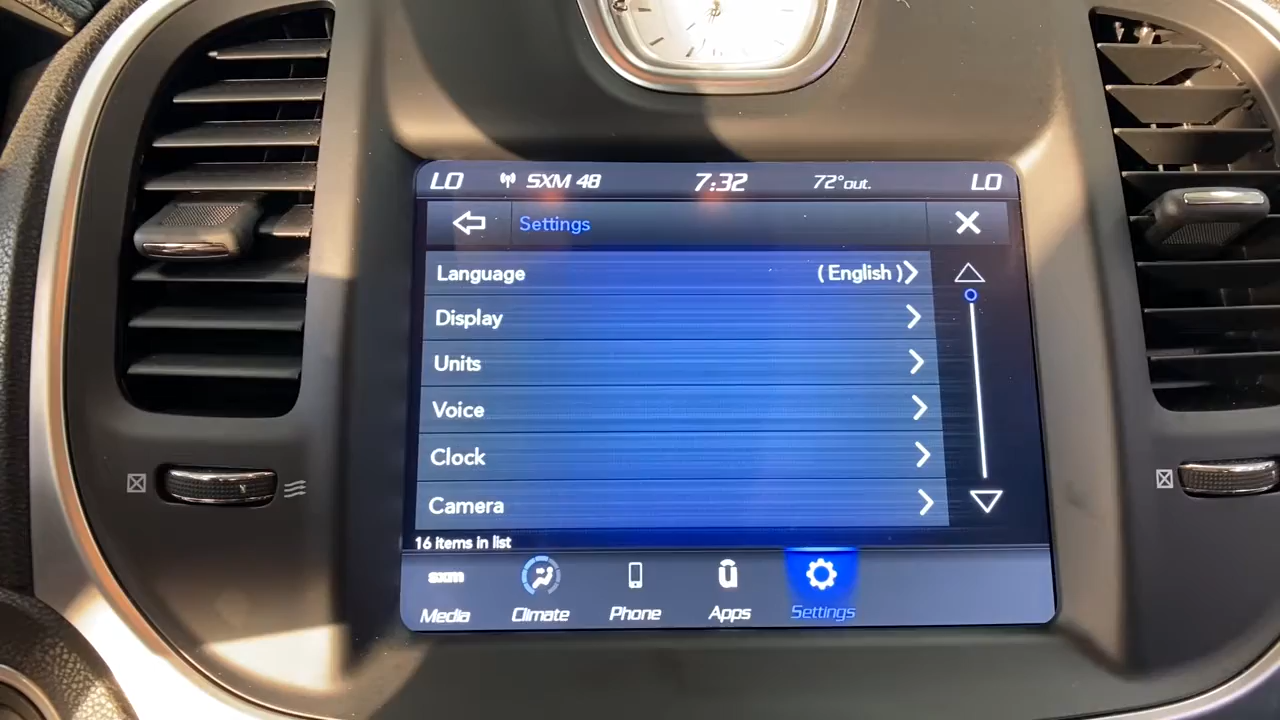 LO SXM 48 7:32 72°out. LO
Settings
Language (English)
Display
Units
Voice
Clock
Camera
16 items in list
sxm
Media Climate Phone Apps Settings